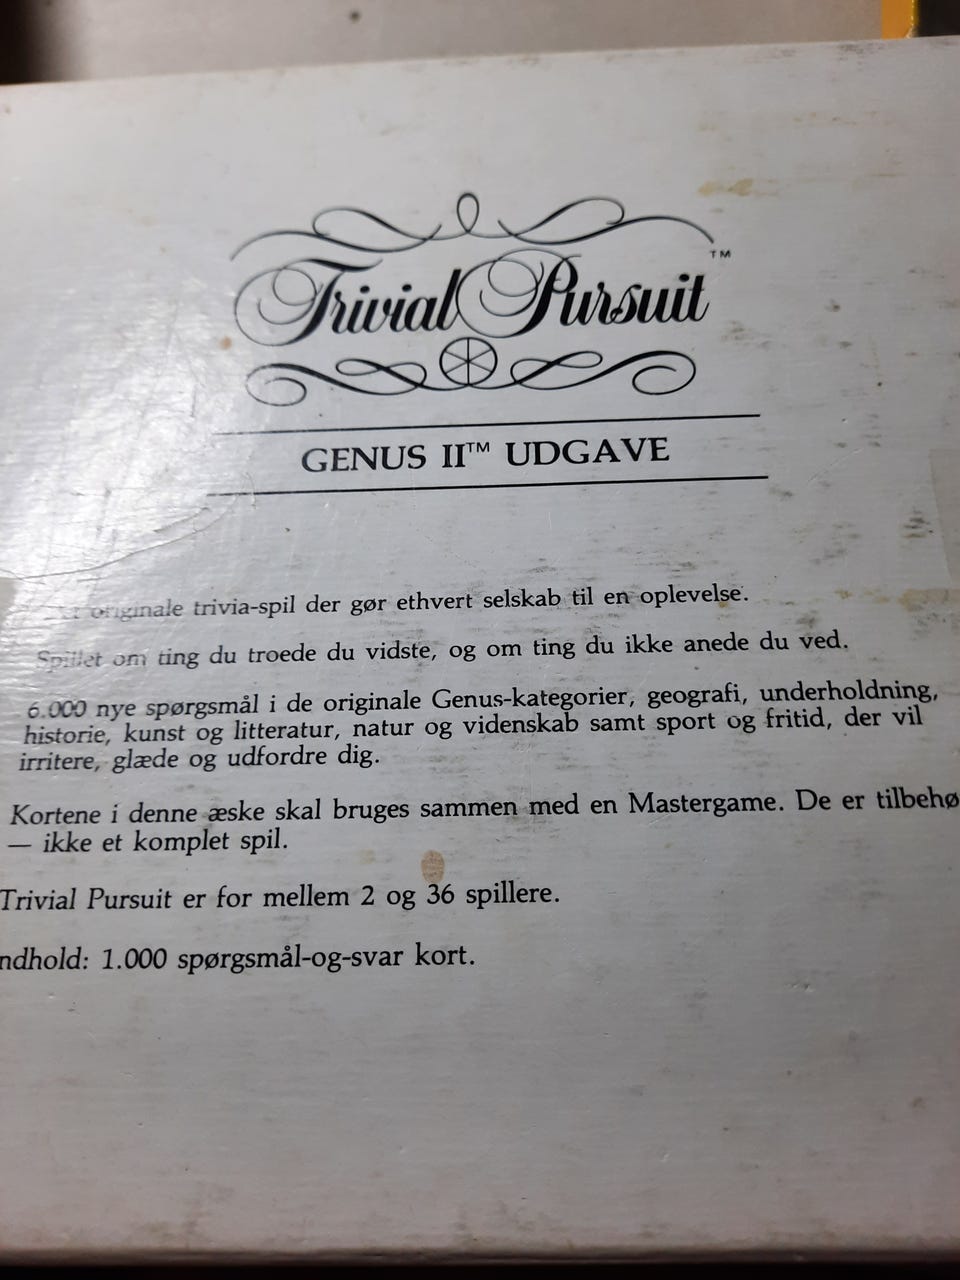 Trivial Pursuit™
GENUS II™ UDGAVE
originale trivia-spil der gør ethvert selskab til en oplevelse.
Spillet om ting du troede du vidste, og om ting du ikke anede du ved.
6.000 nye spørgsmål i de originale Genus-kategorier, geografi, underholdning,
historie, kunst og litteratur, natur og videnskab samt sport og fritid, der vil
irritere, glæde og udfordre dig.
Kortene i denne æske skal bruges sammen med en Mastergame. De er tilbehø
— ikke et komplet spil.
Trivial Pursuit er for mellem 2 og 36 spillere.
ndhold: 1.000 spørgsmål-og-svar kort.